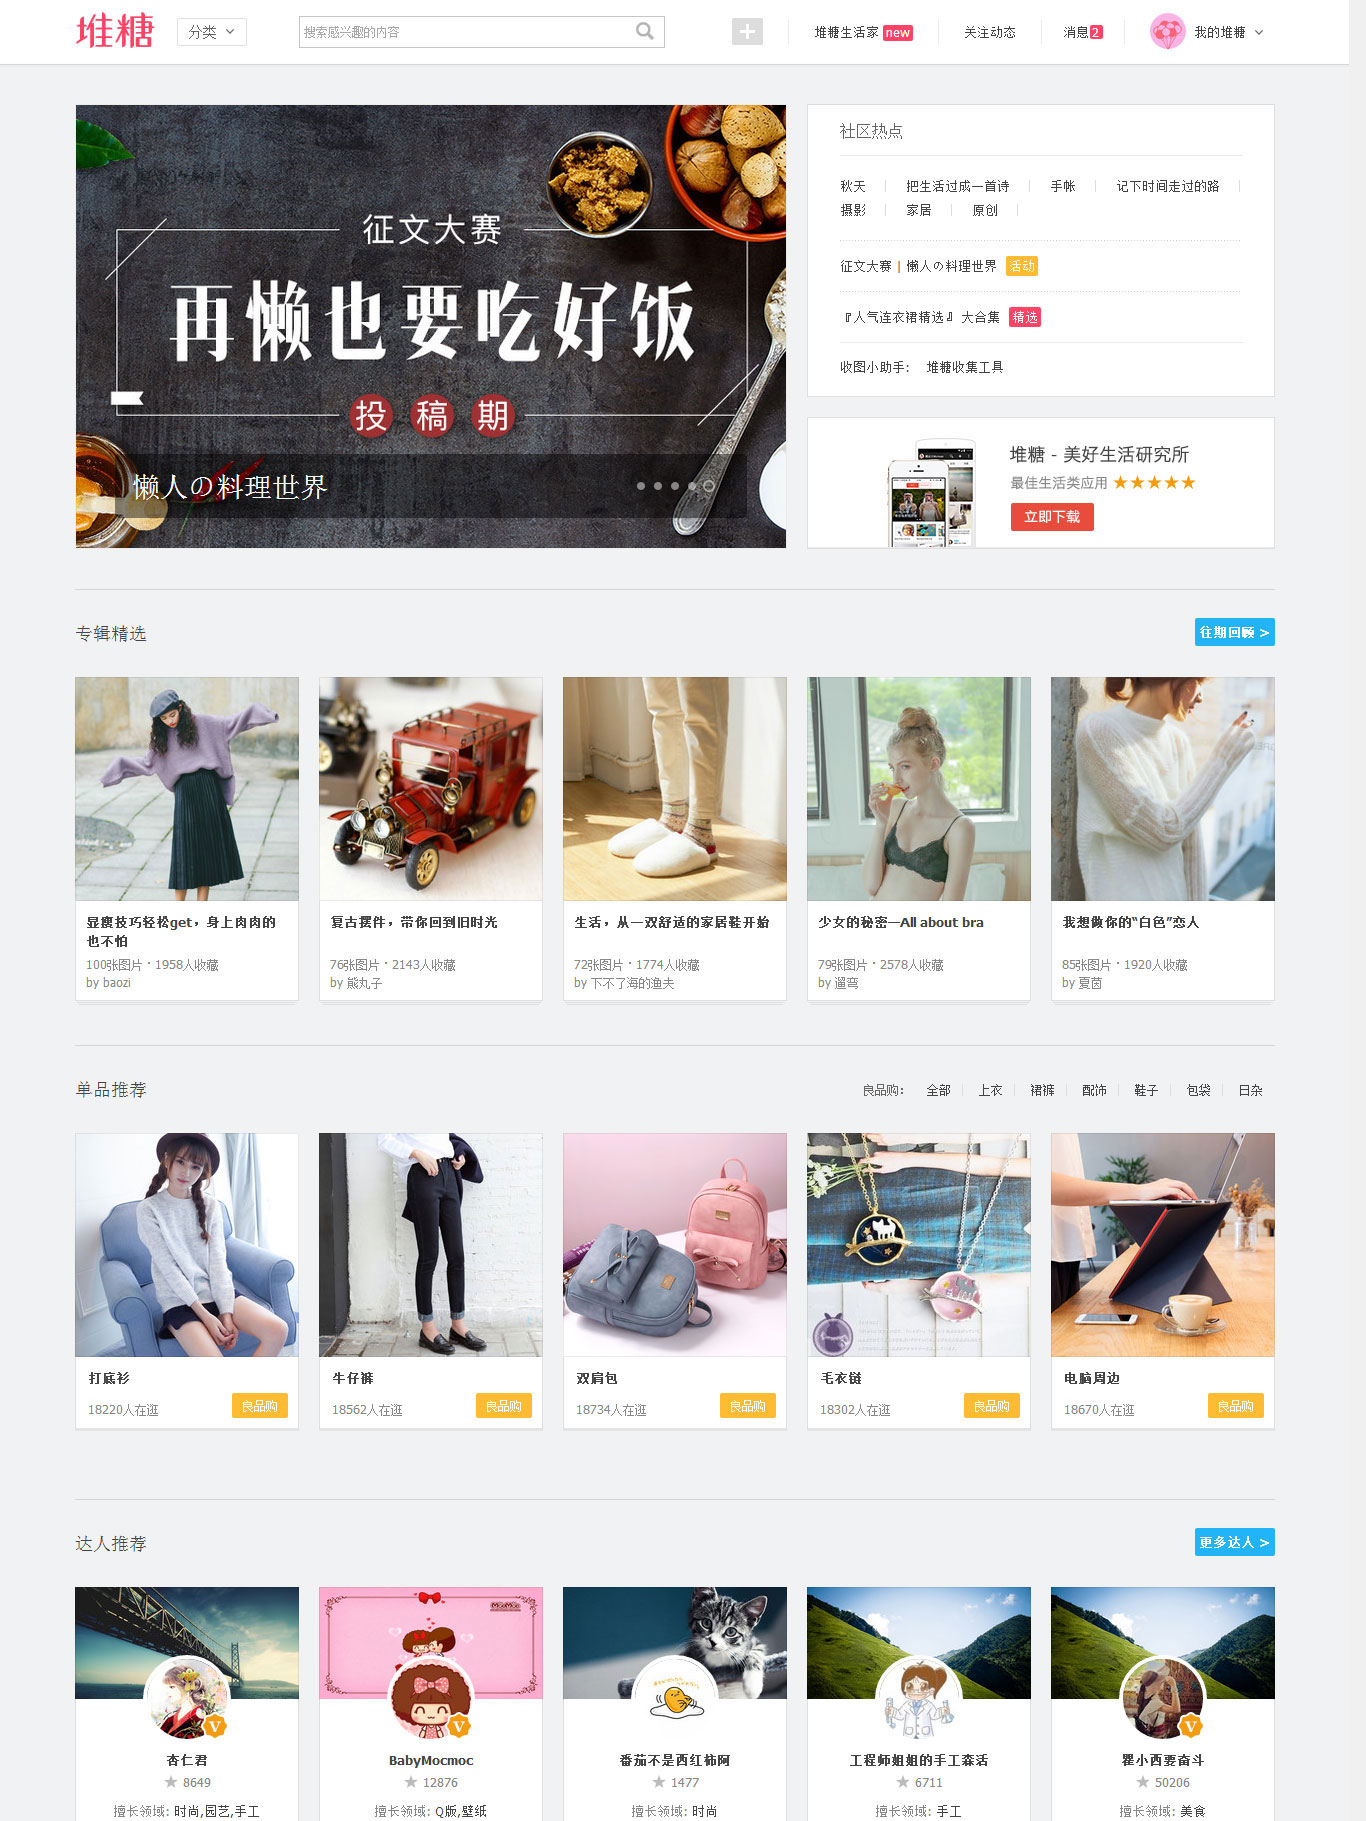 堆糖
分类
搜索感兴趣的内容
堆糖生活家 new
关注动态
消息2
我的堆糖
征文大赛
再懒也要吃好饭
投稿期
懒人の料理世界
社区热点
秋天 把生活过成一首诗 手帐 记下时间走过的路
摄影 家居 原创
征文大赛 | 懒人の料理世界 活动
『人气连衣裙精选』大合集 精选
收图小助手: 堆糖收集工具
堆糖 - 美好生活研究所
最佳生活类应用 ★★★★★
立即下载
专辑精选
往期回顾 >
显瘦技巧轻松get，身上肉肉的
也不怕
100张图片 · 1958人收藏
by baozi
复古摆件，带你回到旧时光
76张图片 · 2143人收藏
by 熊丸子
生活，从一双舒适的家居鞋开始
72张图片 · 1774人收藏
by 下不了海的渔夫
少女的秘密—All about bra
79张图片 · 2578人收藏
by 遛弯
我想做你的“白色”恋人
85张图片 · 1920人收藏
by 夏茵
单品推荐
良品购: 全部 上衣 裙裤 配饰 鞋子 包袋 日杂
打底衫
18220人在逛 良品购
牛仔裤
18562人在逛 良品购
双肩包
18734人在逛 良品购
毛衣链
18302人在逛 良品购
电脑周边
18670人在逛 良品购
达人推荐
更多达人 >
V
杏仁君
★ 8649
擅长领域: 时尚,园艺,手工
MocMoc
V
BabyMocmoc
★ 12876
擅长领域: Q版,壁纸
番茄不是西红柿阿
★ 1477
擅长领域: 时尚
工程师姐姐的手工森活
★ 6711
擅长领域: 手工
V
瞿小西要奋斗
★ 50206
擅长领域: 美食